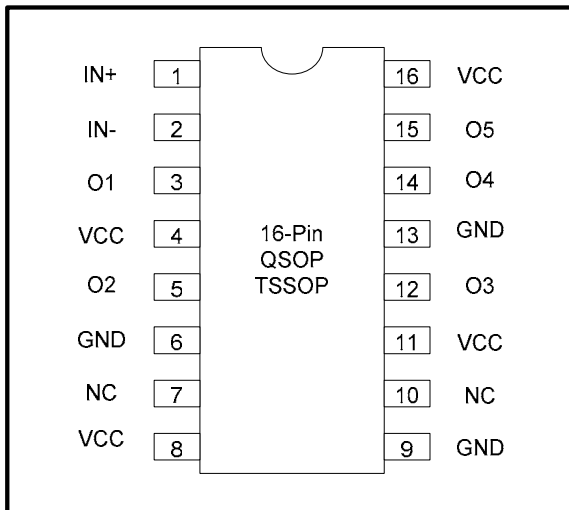 IN+ 1 16 VCC
IN- 2 15 O5
O1 3 14 O4
VCC 4 13 GND
16-Pin
QSOP
TSSOP
O2 5 12 O3
GND 6 11 VCC
NC 7 10 NC
VCC 8 9 GND